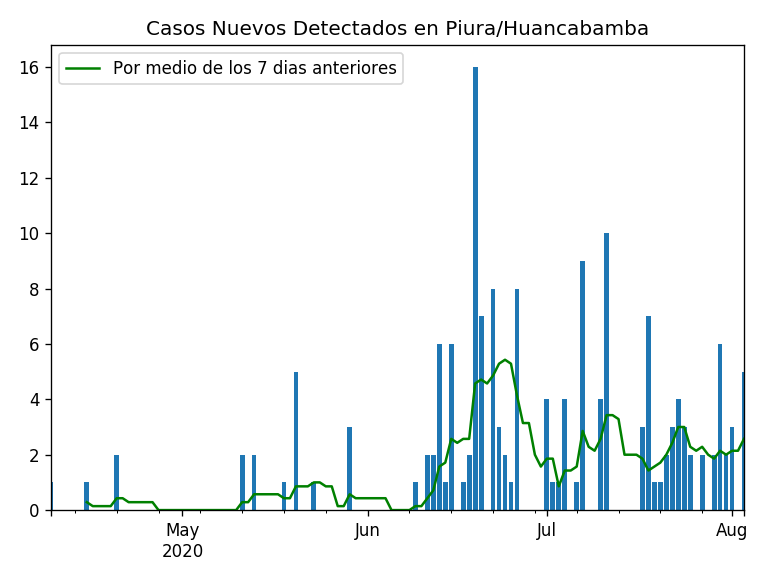 Casos Nuevos Detectados en Piura/Huancabamba
Por medio de los 7 dias anteriores
16
14
12
10
8
6
4
2
0
May
2020
Jun
Jul
Aug